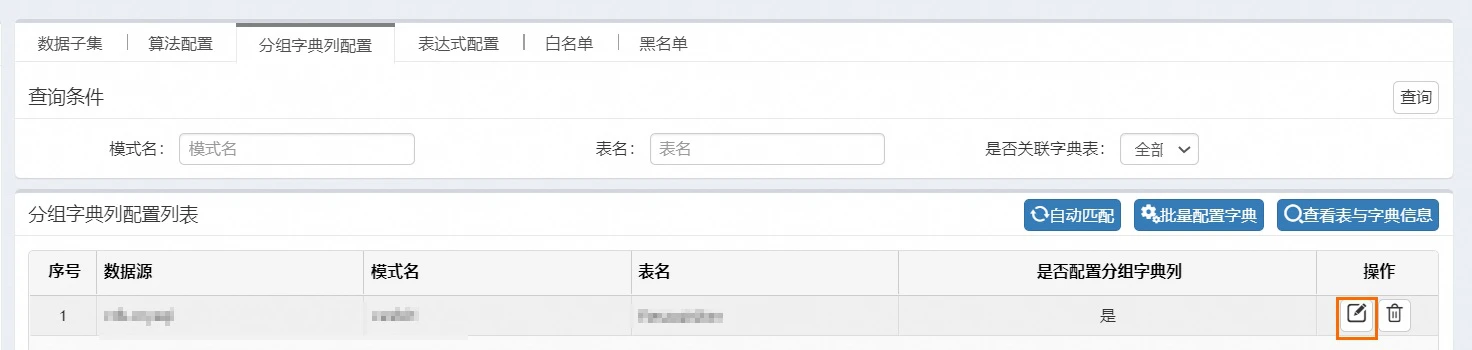 数据子集 算法配置 分组字典列配置 表达式配置 白名单 黑名单
查询条件 查询
模式名： 模式名 表名： 表名 是否关联字典表： 全部
分组字典列配置列表 自动匹配 批量配置字典 查看表与字典信息
序号 数据源 模式名 表名 是否配置分组字典列 操作
1 是